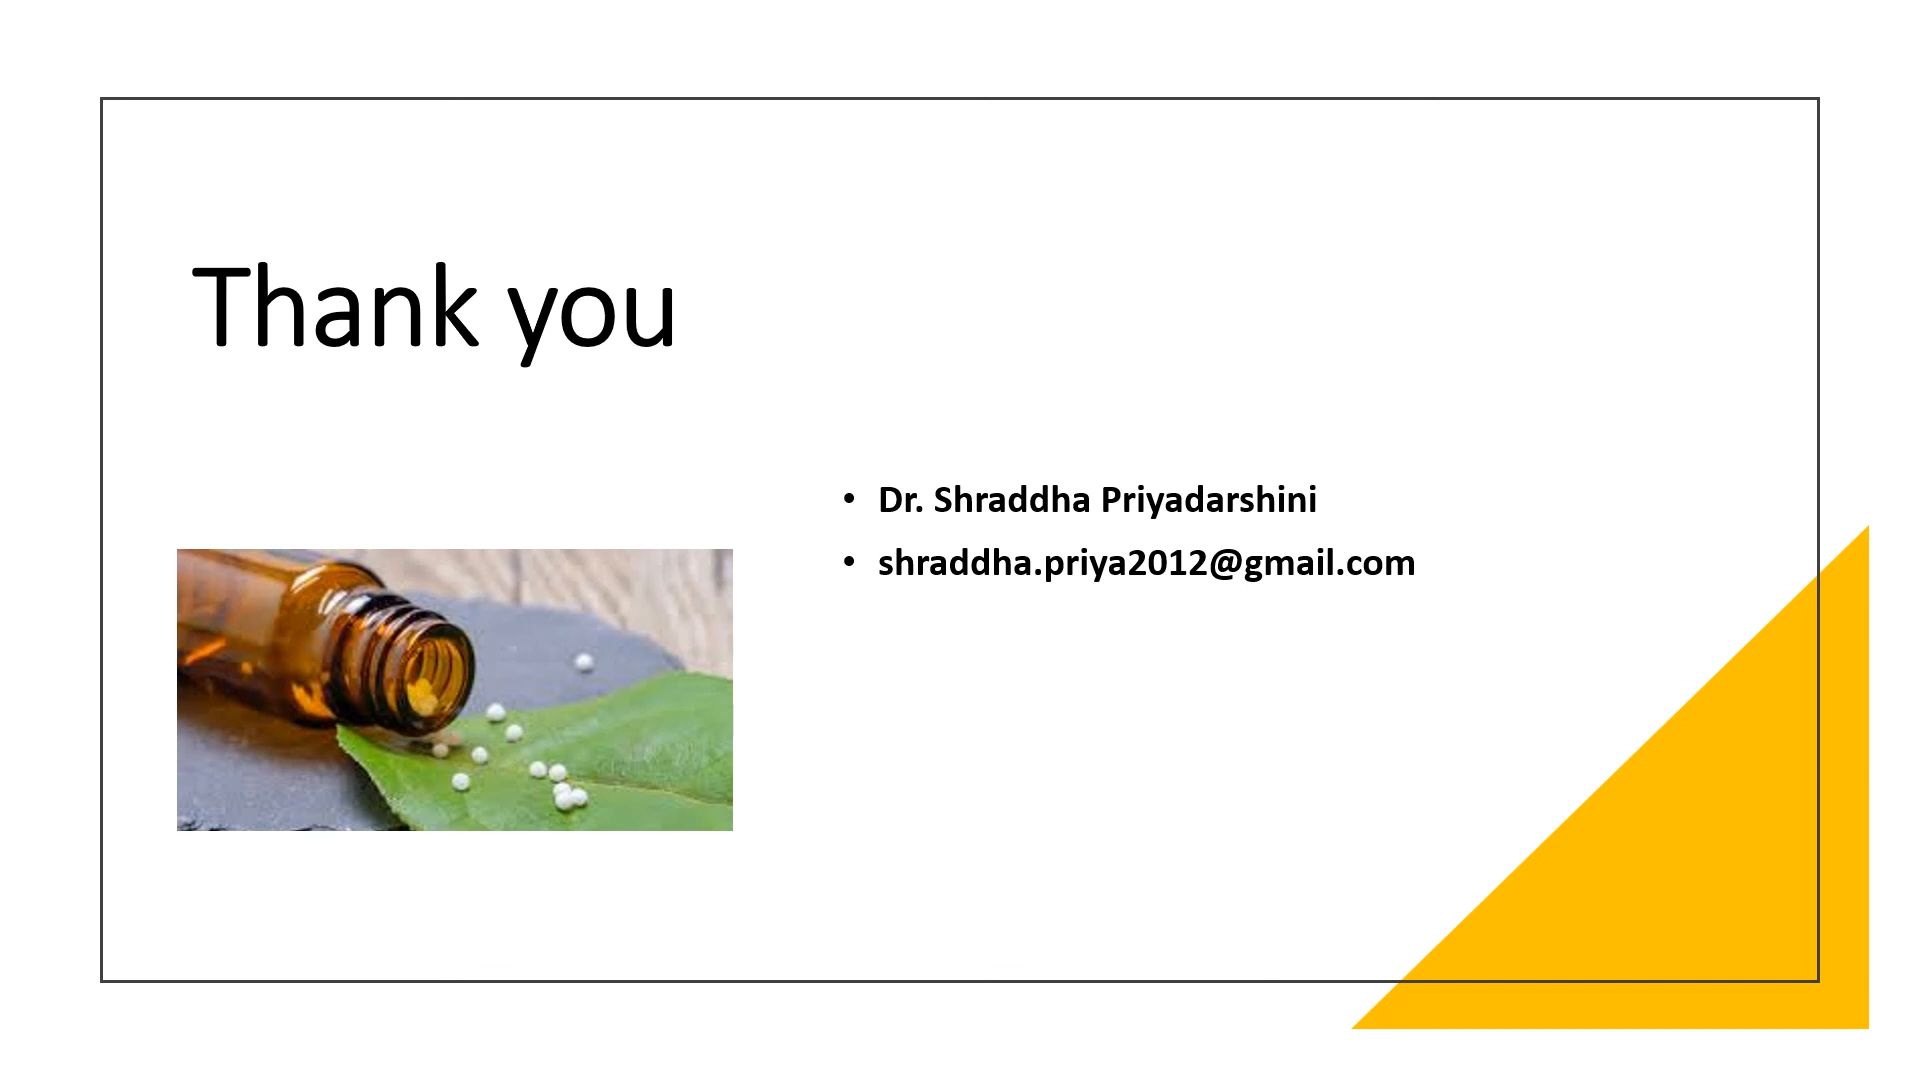 Thank you
• Dr. Shraddha Priyadarshini
• shraddha.priya2012@gmail.com